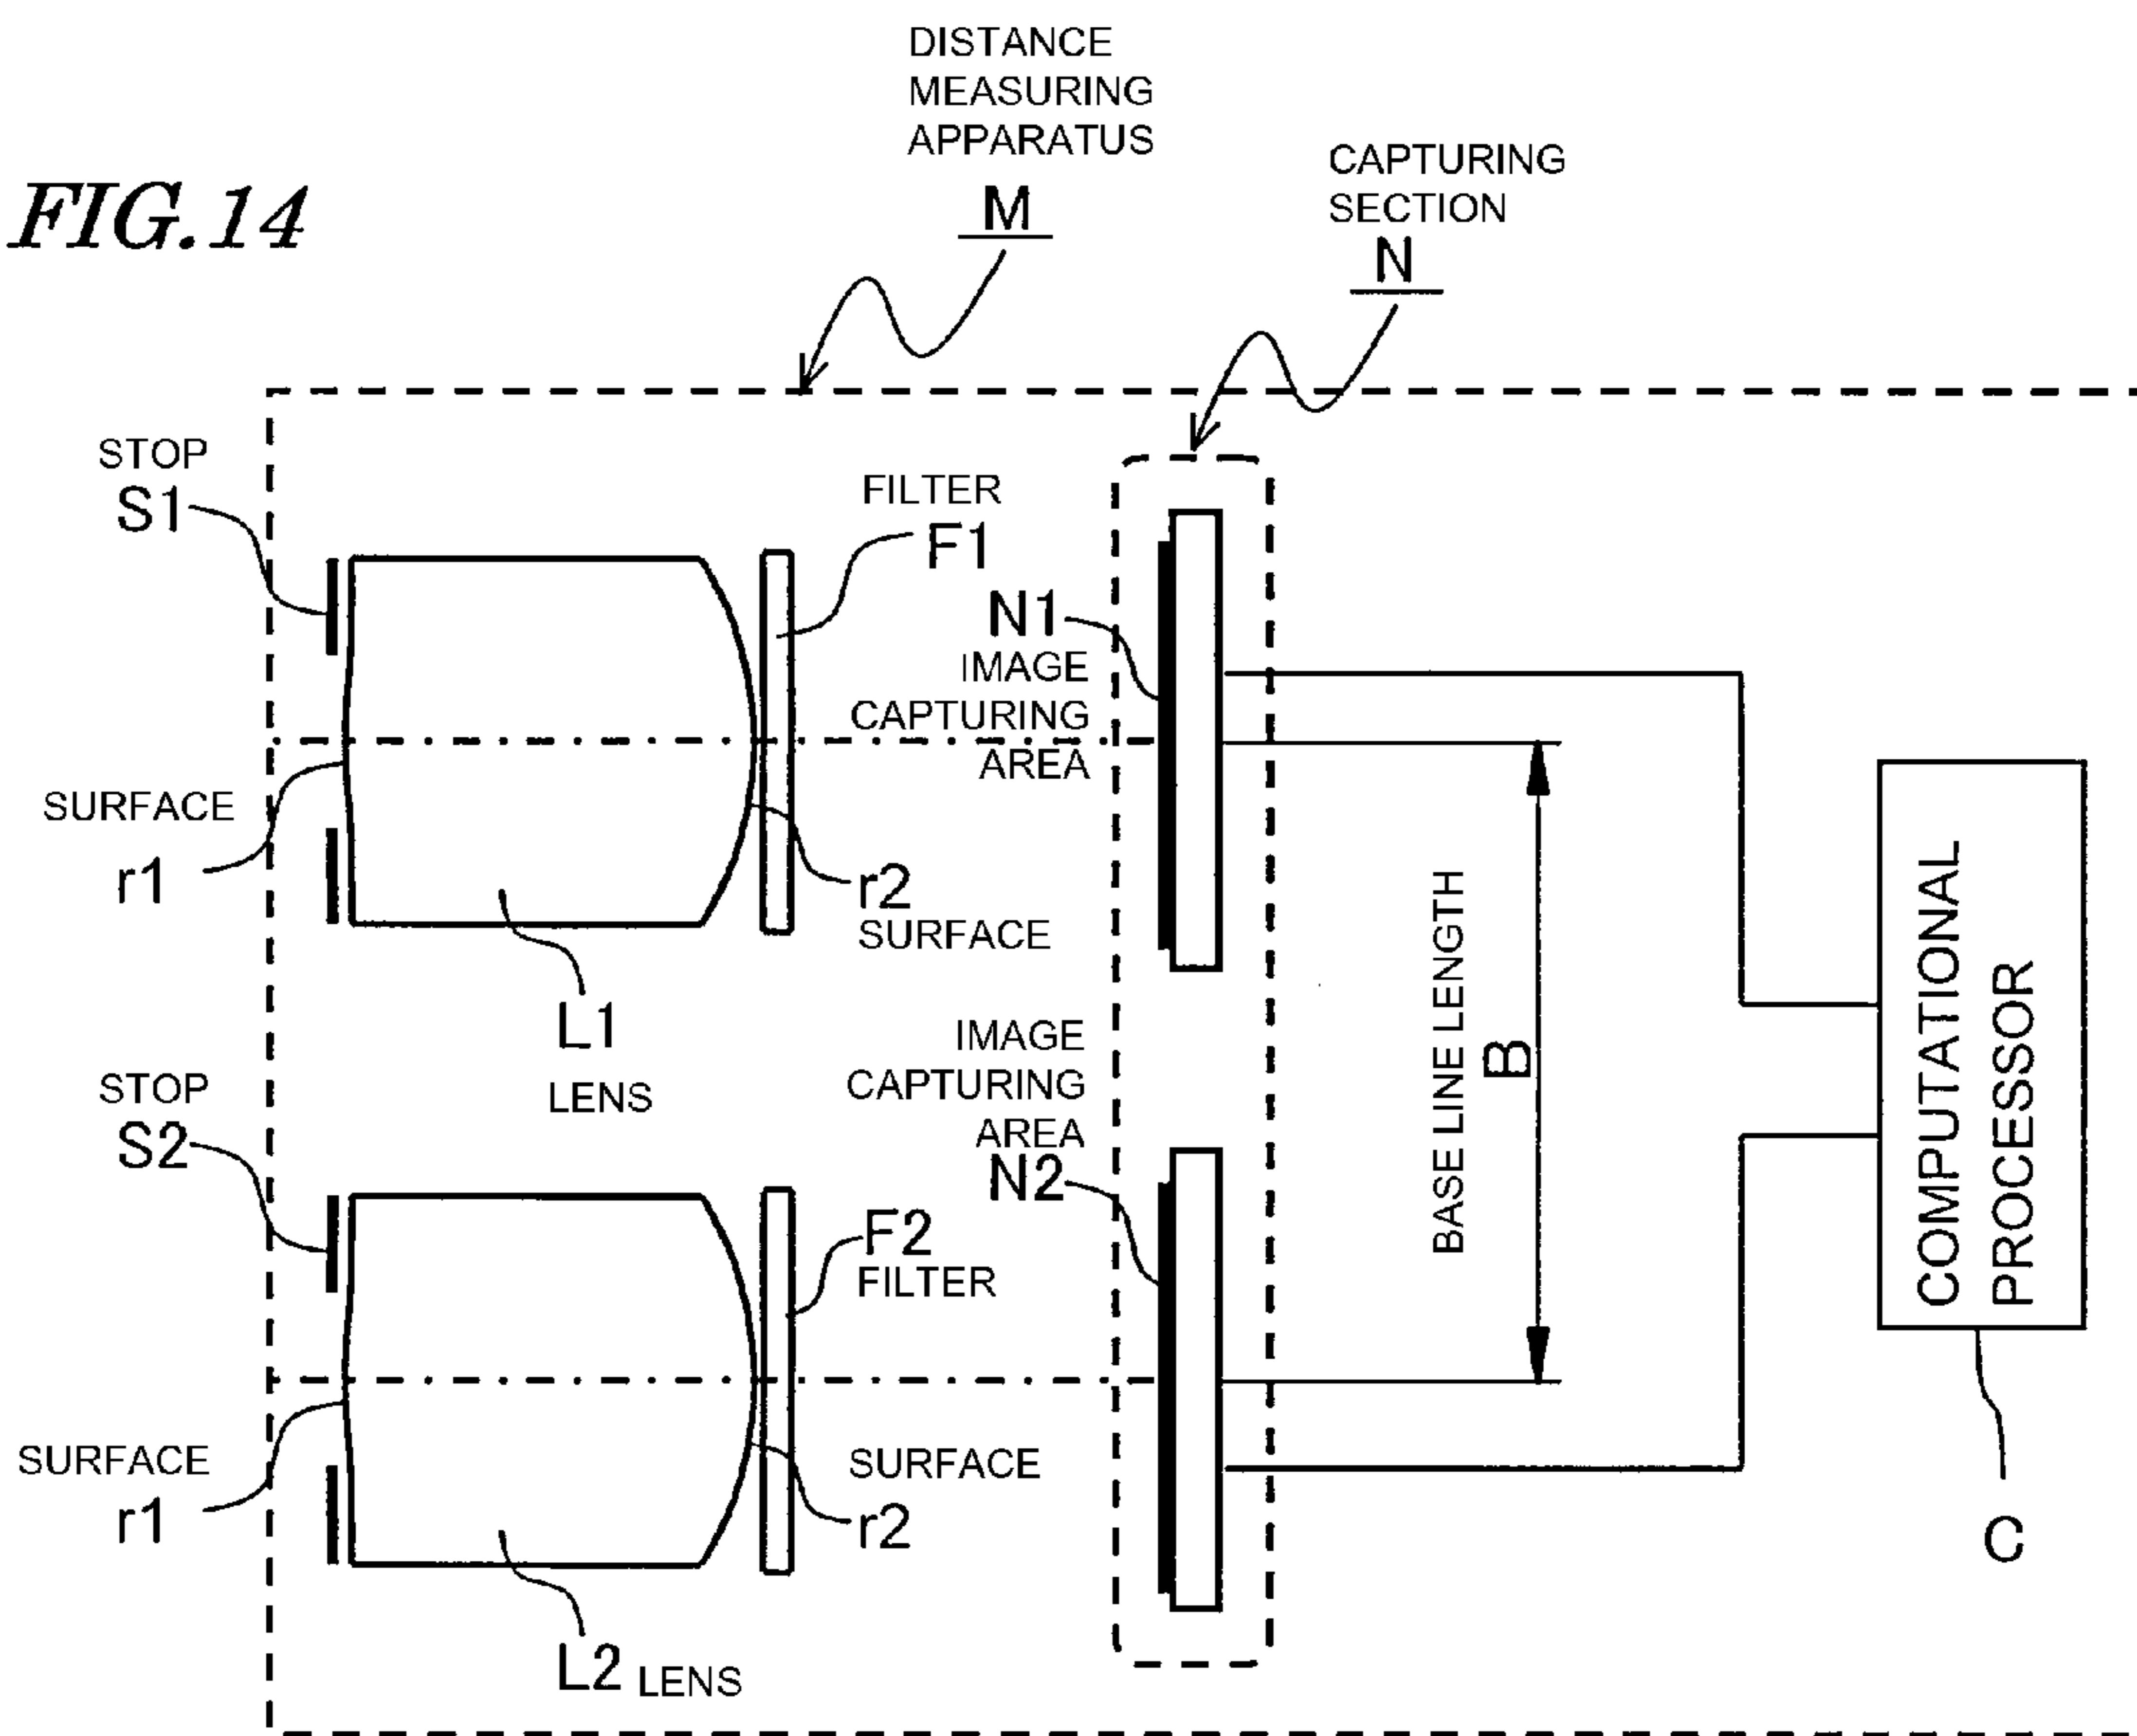 FIG.14
DISTANCE
MEASURING
APPARATUS
M
CAPTURING
SECTION
N
STOP
S1
FILTER
F1
N1
IMAGE
CAPTURING
AREA
SURFACE
r1
r2
SURFACE
L1
LENS
STOP
S2
IMAGE
CAPTURING
AREA
N2
F2
FILTER
SURFACE
r1
SURFACE
r2
L2 LENS
BASE LINE LENGTH
B
COMPUTATIONAL
PROCESSOR
C